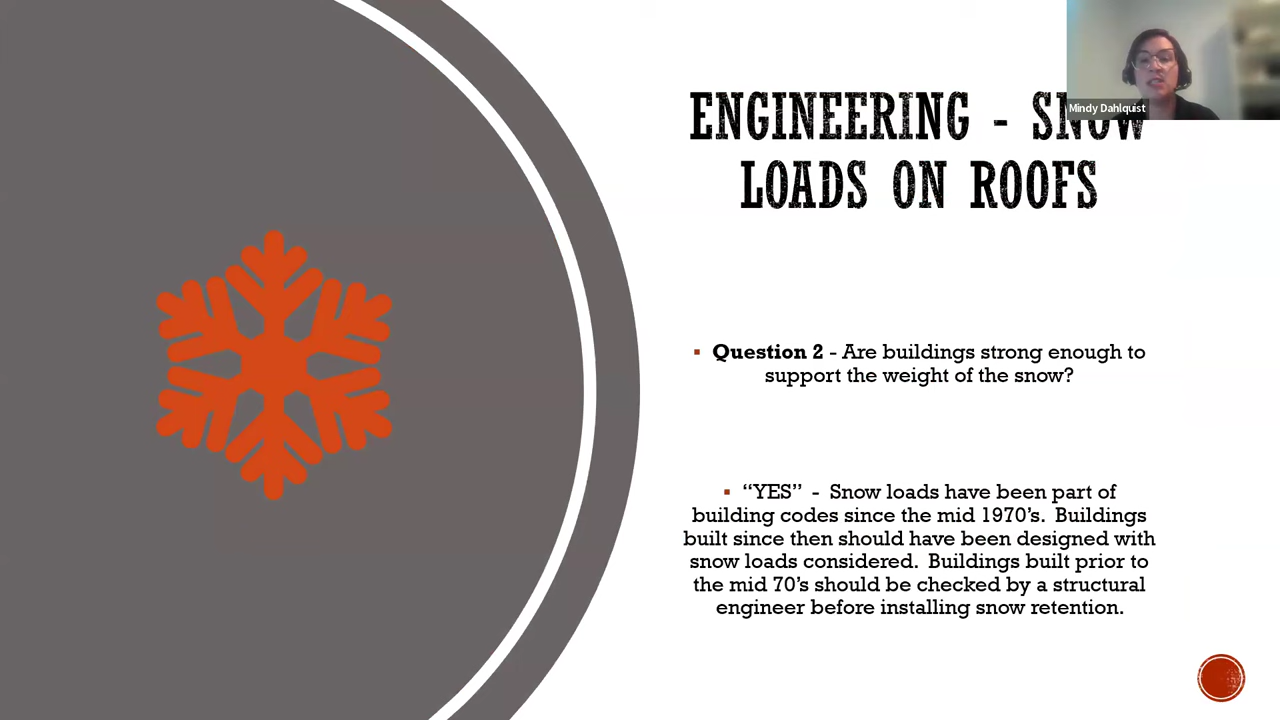 Mindy Dahlquist
ENGINEERING - SNOW
LOADS ON ROOFS
▪ Question 2 - Are buildings strong enough to
support the weight of the snow?
▪ “YES” - Snow loads have been part of
building codes since the mid 1970’s. Buildings
built since then should have been designed with
snow loads considered. Buildings built prior to
the mid 70’s should be checked by a structural
engineer before installing snow retention.